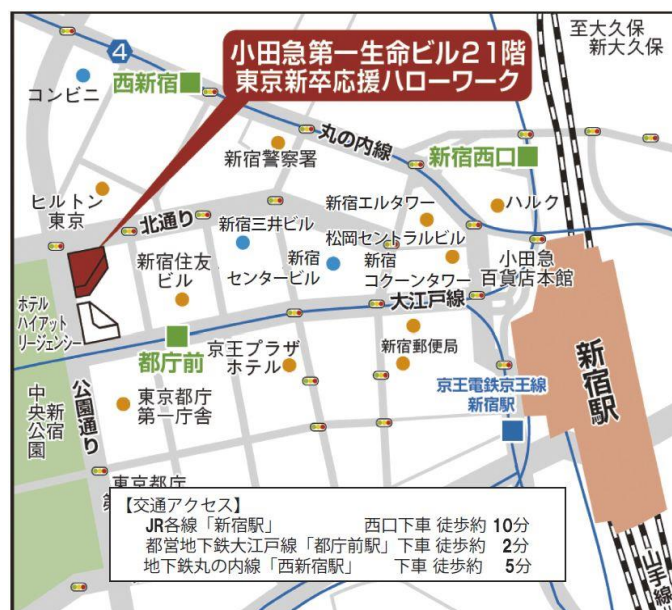 至大久保
新大久保
4
小田急第一生命ビル21階
東京新卒応援ハローワーク
コンビニ
西新宿
丸の内線
新宿警察署
新宿西口
ヒルトン
東京
北通り
新宿エルタワー
ハルク
新宿三井ビル
松岡セントラルビル
新宿住友
ビル
新宿
センタービル
新宿
コクーンタワー
小田急
百貨店本館
大江戸線
ホテル
ハイアット
リージェンシー
都庁前
京王プラザ
ホテル
新宿郵便局
新宿駅
京王電鉄京王線
新宿駅
公園通り
新宿
中央公園
東京都庁
第一庁舎
東京都庁
【交通アクセス】
JR各線「新宿駅」 西口下車 徒歩約 10分
都営地下鉄大江戸線「都庁前駅」下車 徒歩約 2分
地下鉄丸の内線「西新宿駅」 下車 徒歩約 5分
山手線